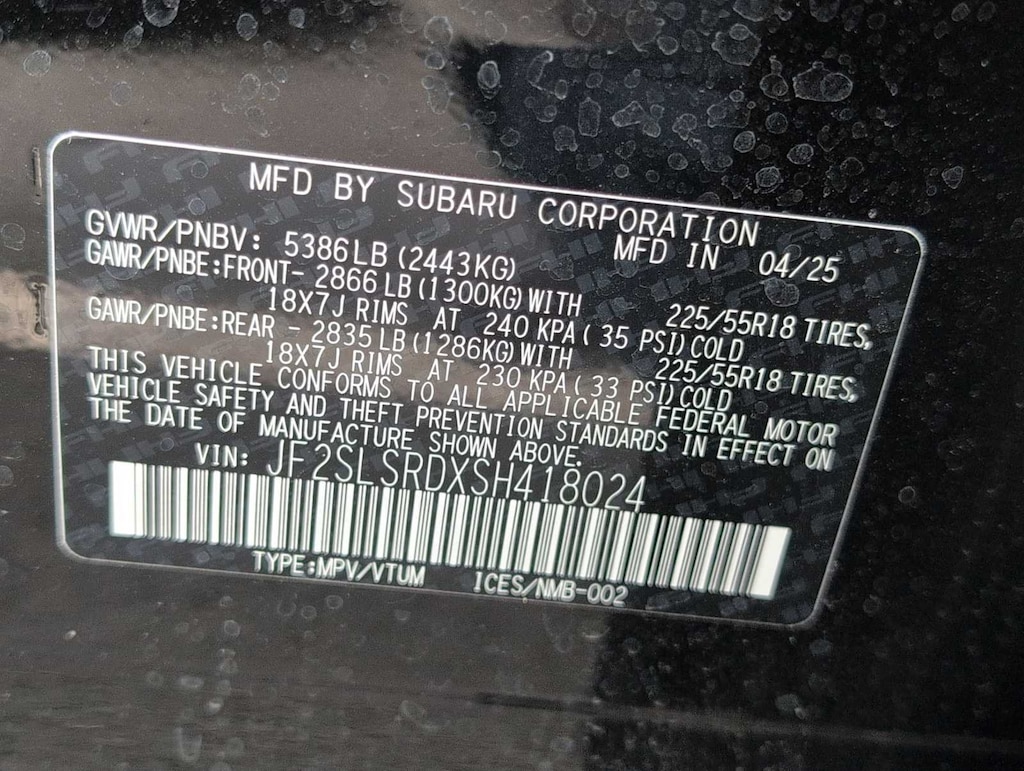 MFD BY SUBARU CORPORATION
GVWR/PNBV: 5386LB (2443KG) MFD IN 04/25
GAWR/PNBE:FRONT- 2866 LB (1300KG) WITH 225/55R18 TIRES,
18X7J RIMS AT 240 KPA ( 35 PSI) COLD
GAWR/PNBE:REAR - 2835 LB (1286KG) WITH 225/55R18 TIRES,
18X7J RIMS AT 230 KPA ( 33 PSI) COLD
THIS VEHICLE CONFORMS TO ALL APPLICABLE FEDERAL MOTOR
VEHICLE SAFETY AND THEFT PREVENTION STANDARDS IN EFFECT ON
THE DATE OF MANUFACTURE SHOWN ABOVE.
VIN: JF2SLSRDXSH418024
TYPE:MPV/VTUM ICES/NMB-002